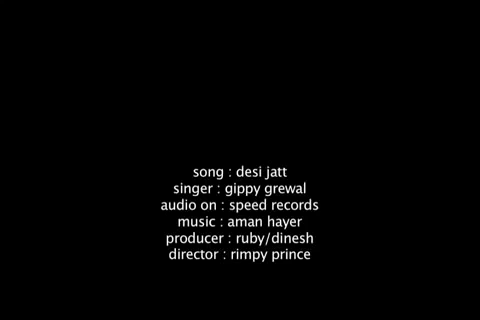 song : desi jatt
singer : gippy grewal
audio on : speed records
music : aman hayer
producer : ruby/dinesh
director : rimpy prince